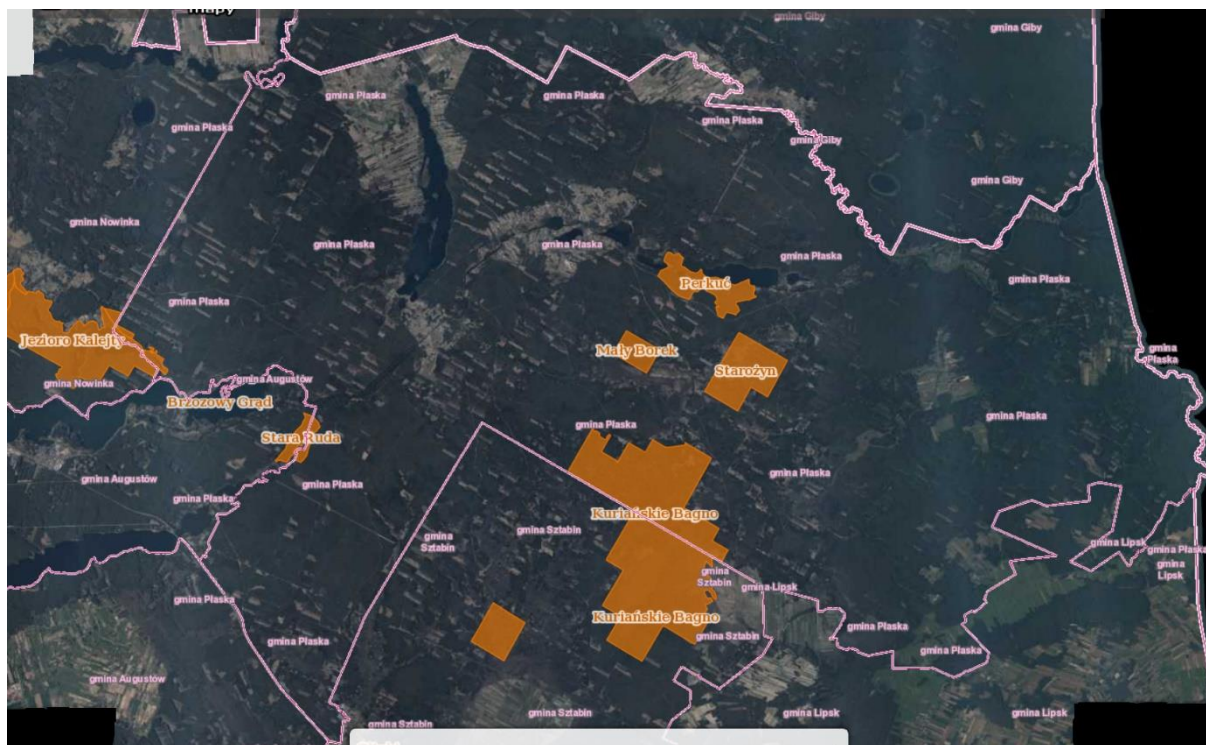 mapy
gmina Giby
gmina Giby
gmina Płaska
gmina Płaska
gmina Płaska
gmina Płaska
gmina Giby
gmina Giby
gmina Nowinka
gmina Płaska
gmina Płaska
gmina Płaska
gmina Płaska
Perkuć
gmina Płaska
Jezioro Kalejty
Mały Borek
gmina
Płaska
Starożyn
gmina Nowinka
gmina Augustów
Brzozowy Grąd
gmina Płaska
gmina Płaska
Stara Ruda
gmina Augustów
gmina Płaska
gmina Płaska
gmina Płaska
Kuriańskie Bagno
gmina Sztabin
gmina
Sztabin
gmina Lipsk
gmina Płaska
gmina
Lipsk
gmina
Sztabin
gmina Lipsk
gmina Płaska
Kuriańskie Bagno
gmina Płaska
gmina Płaska
gmina Sztabin
gmina Płaska
gmina Augustów
gmina Sztabin
gmina Sztabin
gmina Lipsk
gmina Lipsk